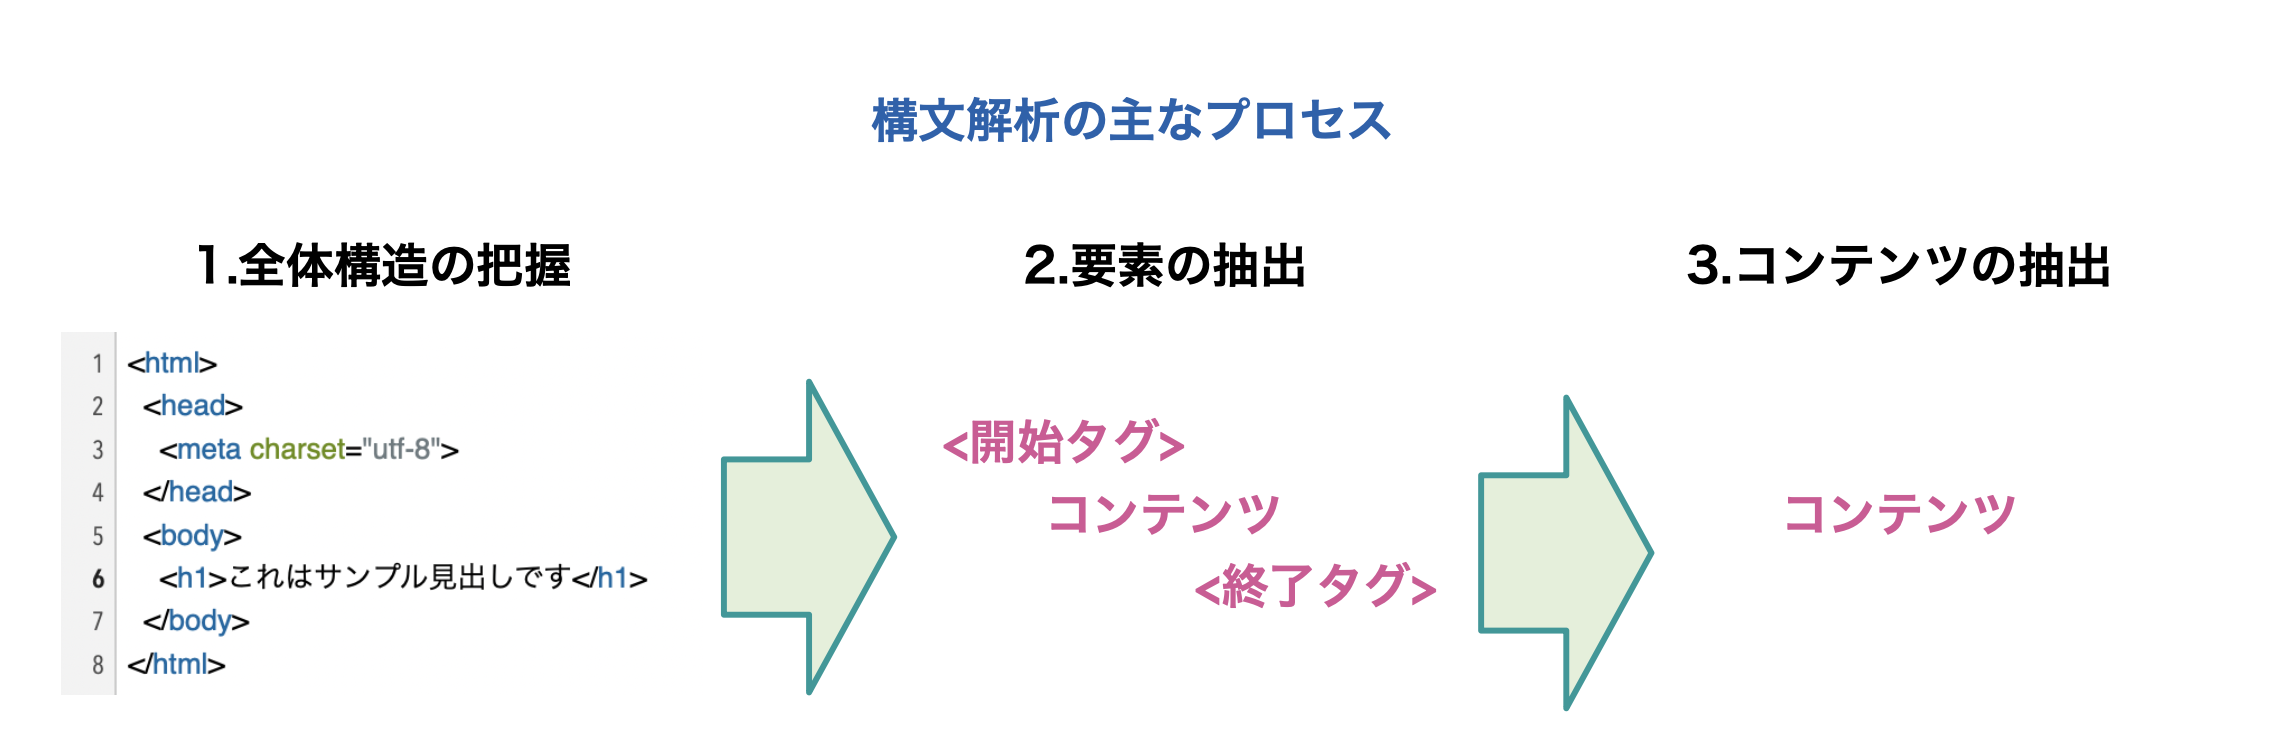 構文解析の主なプロセス
1.全体構造の把握
1 <html>
2 <head>
3 <meta charset="utf-8">
4 </head>
5 <body>
6 <h1>これはサンプル見出しです</h1>
7 </body>
8 </html>
2.要素の抽出
<開始タグ>
コンテンツ
<終了タグ>
3.コンテンツの抽出
コンテンツ